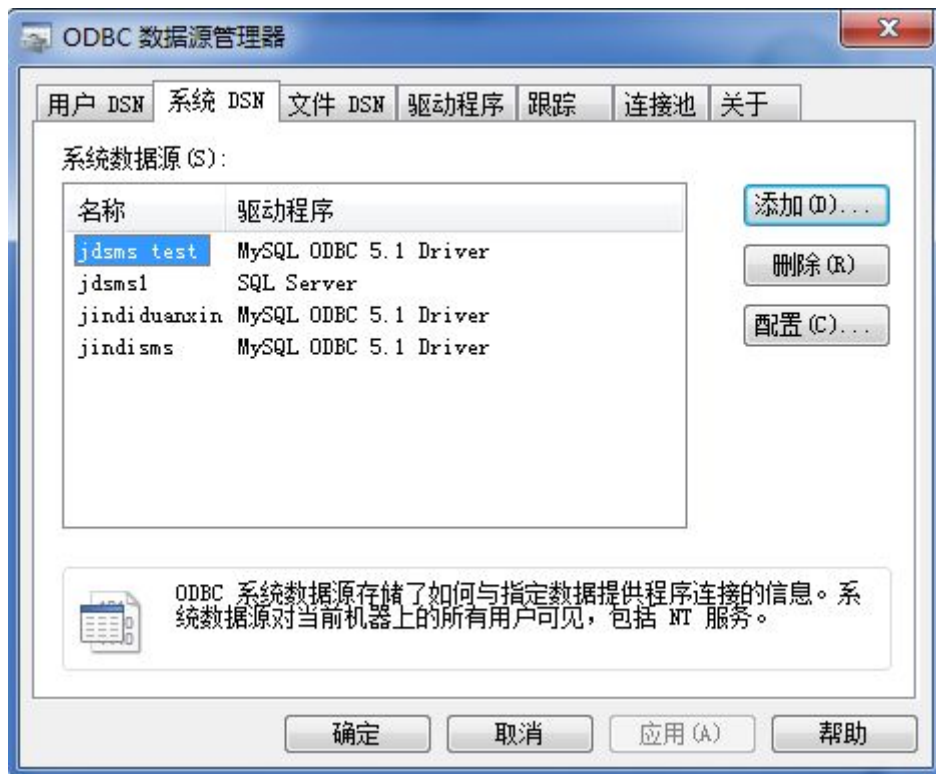 ODBC 数据源管理器
用户 DSN 系统 DSN 文件 DSN 驱动程序 跟踪 连接池 关于
系统数据源(S):
名称 驱动程序
jdsms test MySQL ODBC 5.1 Driver
jdsms1 SQL Server
jindiduanxin MySQL ODBC 5.1 Driver
jindisms MySQL ODBC 5.1 Driver
添加(D)...
删除(R)
配置(C)...
ODBC 系统数据源存储了如何与指定数据提供程序连接的信息。系
统数据源对当前机器上的所有用户可见，包括 NT 服务。
确定 取消 应用(A) 帮助